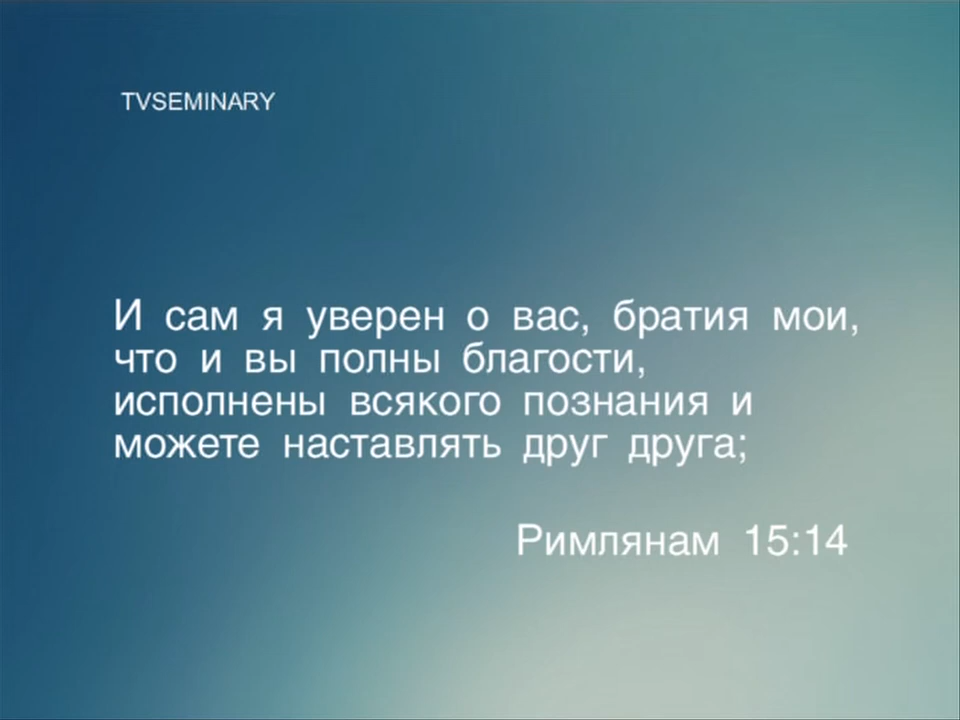 TVSEMINARY
И сам я уверен о вас, братия мои,
что и вы полны благости,
исполнены всякого познания и
можете наставлять друг друга;
Римлянам 15:14